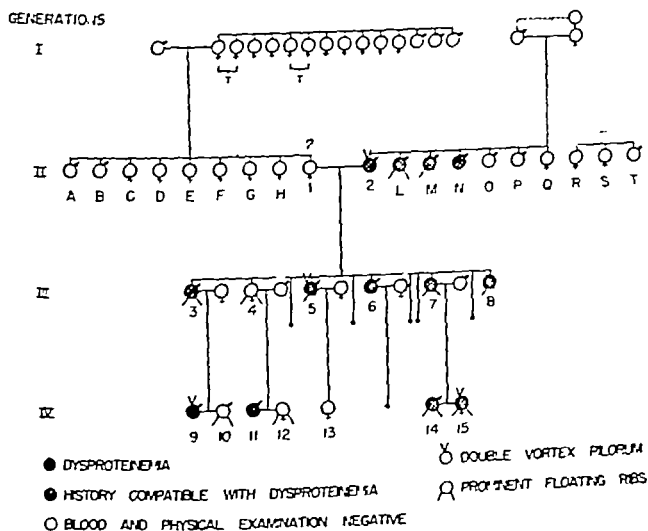 GENERATIONS
I
T T
?
II
A B C D E F G H 1 2 L M N O P Q R S T
III
3 4 5 6 7 8
IV
9 10 11 12 13 14 15
DYSPROTEINEMIA
HISTORY COMPATIBLE WITH DYSPROTEINEMIA
BLOOD AND PHYSICAL EXAMINATION NEGATIVE
DOUBLE VORTEX PILORUM
PROMINENT FLOATING RIBS